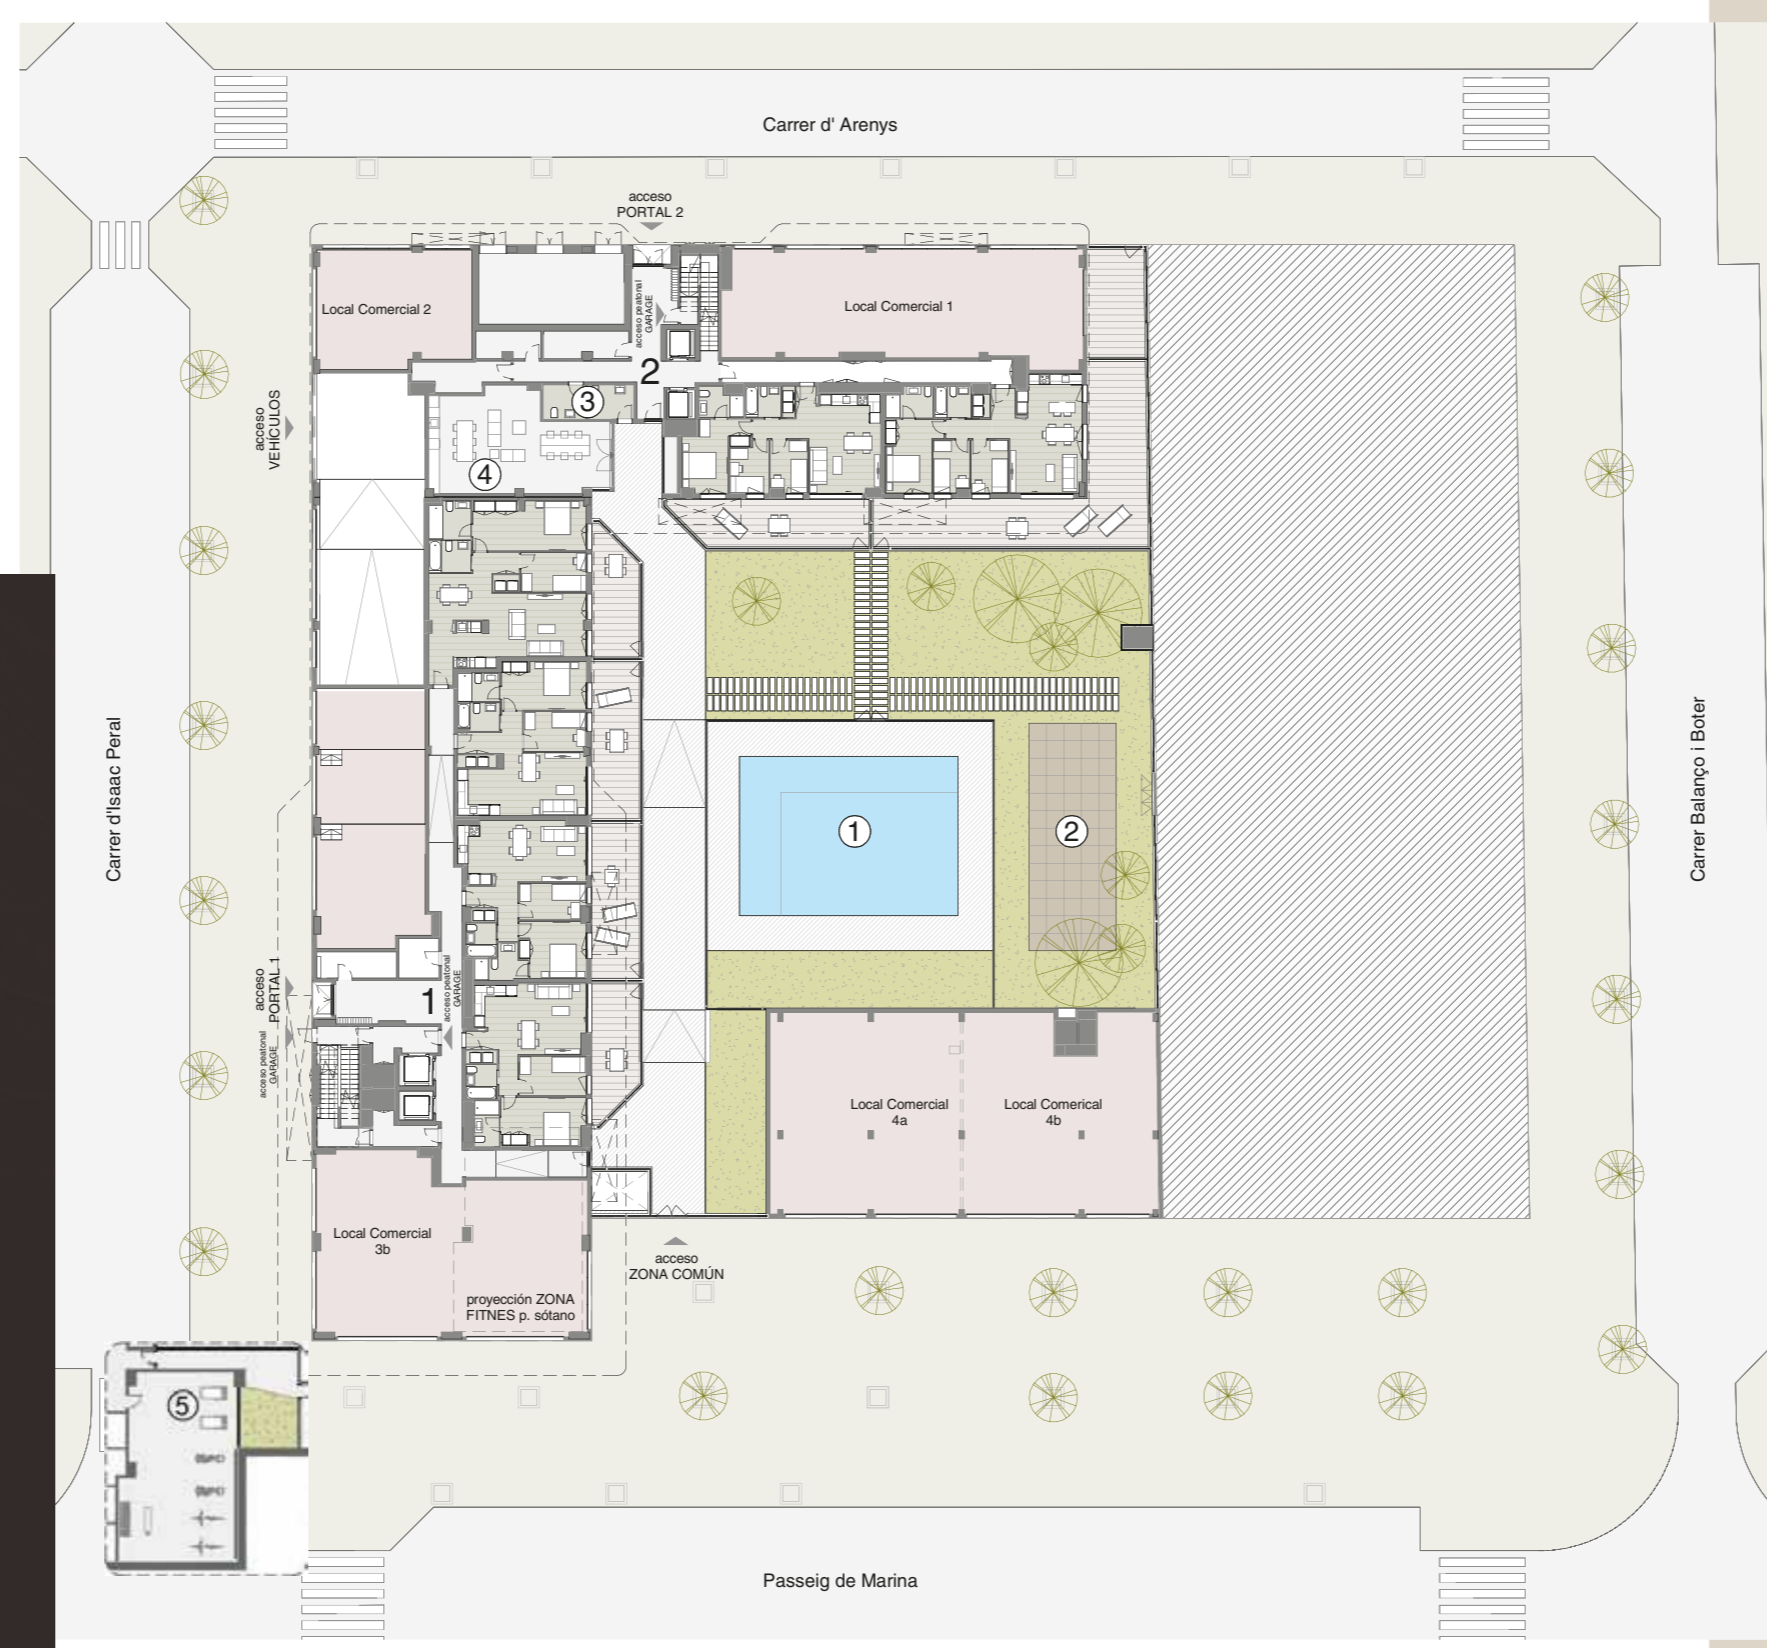 Carrer d' Arenys
acceso
PORTAL 2
Local Comercial 2
acceso peatonal
GARAGE
Local Comercial 1
2
3
acceso
VEHÍCULOS
4
Carrer d'Isaac Peral
Carrer Balanço i Boter
1
2
acceso
PORTAL 1
1
acceso peatonal
GARAGE
acceso peatonal
GARAGE
Local Comercial
4a
Local Comerical
4b
Local Comercial
3b
acceso
ZONA COMÚN
proyección ZONA
FITNES p. sótano
5
Passeig de Marina